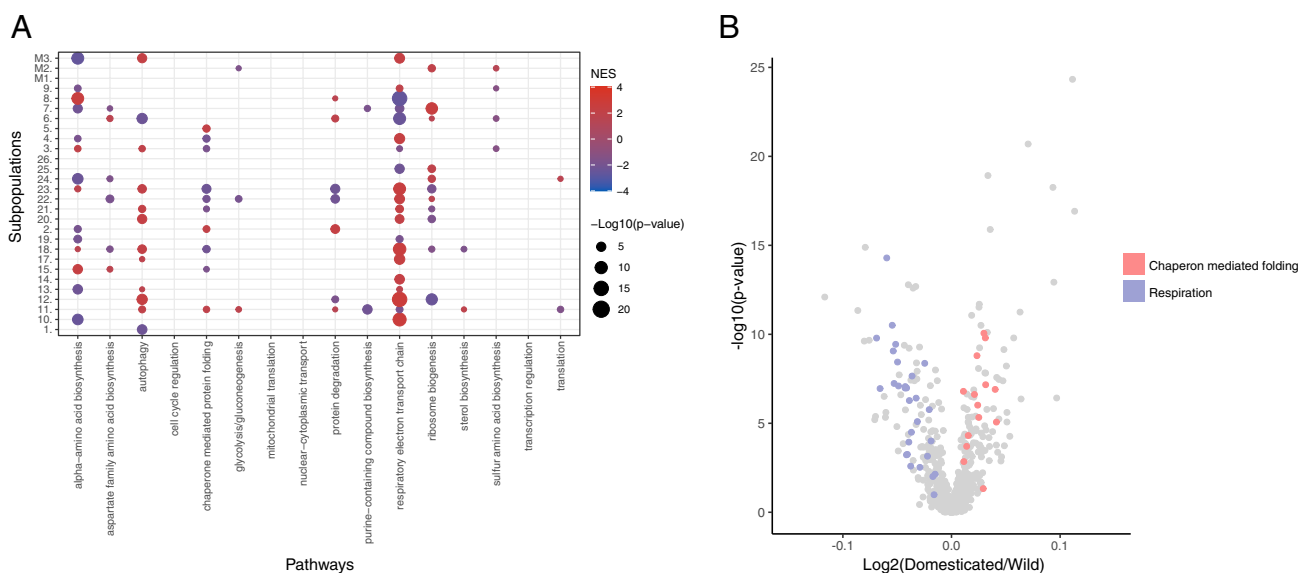 A
B
Subpopulations
M3.
M2.
M1.
9.
8.
7.
6.
5.
4.
3.
26.
25.
24.
23.
22.
21.
20.
2.
19.
18.
17.
15.
14.
13.
12.
11.
10.
1.
alpha−amino acid biosynthesis
aspartate family amino acid biosynthesis
autophagy
cell cycle regulation
chaperone mediated protein folding
glycolysis/gluconeogenesis
mitochondrial translation
nuclear−cytoplasmic transport
protein degradation
purine−containing compound biosynthesis
respiratory electron transport chain
ribosome biogenesis
sterol biosynthesis
sulfur amino acid biosynthesis
transcription regulation
translation
Pathways
NES
4
2
0
−2
−4
−Log10(p−value)
5
10
15
20
-log10(p-value)
25
20
15
10
5
0
-0.1
0.0
0.1
Log2(Domesticated/Wild)
Chaperon mediated folding
Respiration